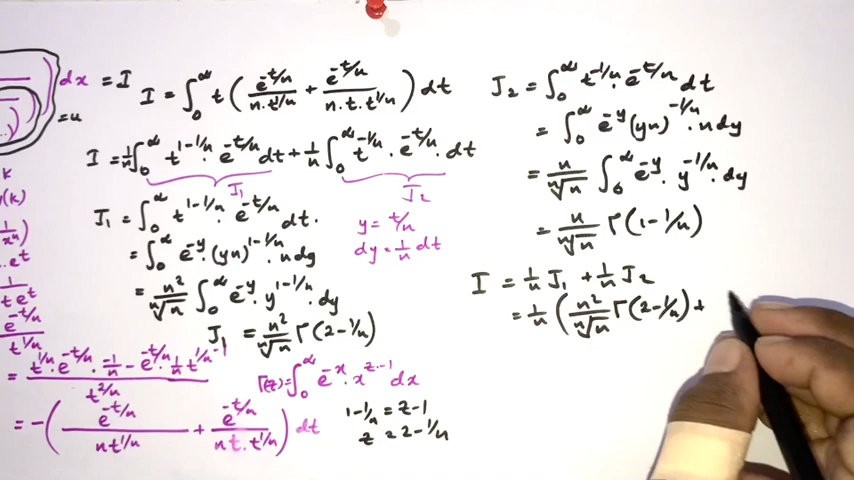 dx = I
= u
I = ∫₀^∞ t ( e^{-t/n}/(n.t^{1/n}) + e^{-t/n}/(n.t.t^{1/n}) ) dt
I = 1/n ∫₀^∞ t^{1-1/n}. e^{-t/n} dt + 1/n ∫₀^∞ t^{-1/n}. e^{-t/n}. dt
J₁
J₂
J₁ = ∫₀^∞ t^{1-1/n}. e^{-t/n} dt.
= ∫₀^∞ e^{-y}. (yn)^{1-1/n}. n dy
= n²/ⁿ√n ∫₀^∞ e^{-y}. y^{1-1/n}. dy
J₁ = n²/ⁿ√n Γ(2-1/n)
y = t/n
dy = 1/n dt
Γ(z) = ∫₀^∞ e^{-x}. x^{z-1} dx
1-1/n = z-1
z = 2-1/n
e^{-t/n}
t^{1/n}
= (t^{1/n}. e^{-t/n}. -1/n - e^{-t/n}. 1/n t^{1/n -1})/t^{2/n}
= -( e^{-t/n}/(n t^{1/n}) + e^{-t/n}/(n t. t^{1/n}) ) dt
J₂ = ∫₀^∞ t^{-1/n}. e^{-t/n} dt
= ∫₀^∞ e^{-y} (yn)^{-1/n}. n dy
= n/ⁿ√n ∫₀^∞ e^{-y}. y^{-1/n}. dy
= n/ⁿ√n Γ(1-1/n)
I = 1/n J₁ + 1/n J₂
= 1/n ( n²/ⁿ√n Γ(2-1/n) +